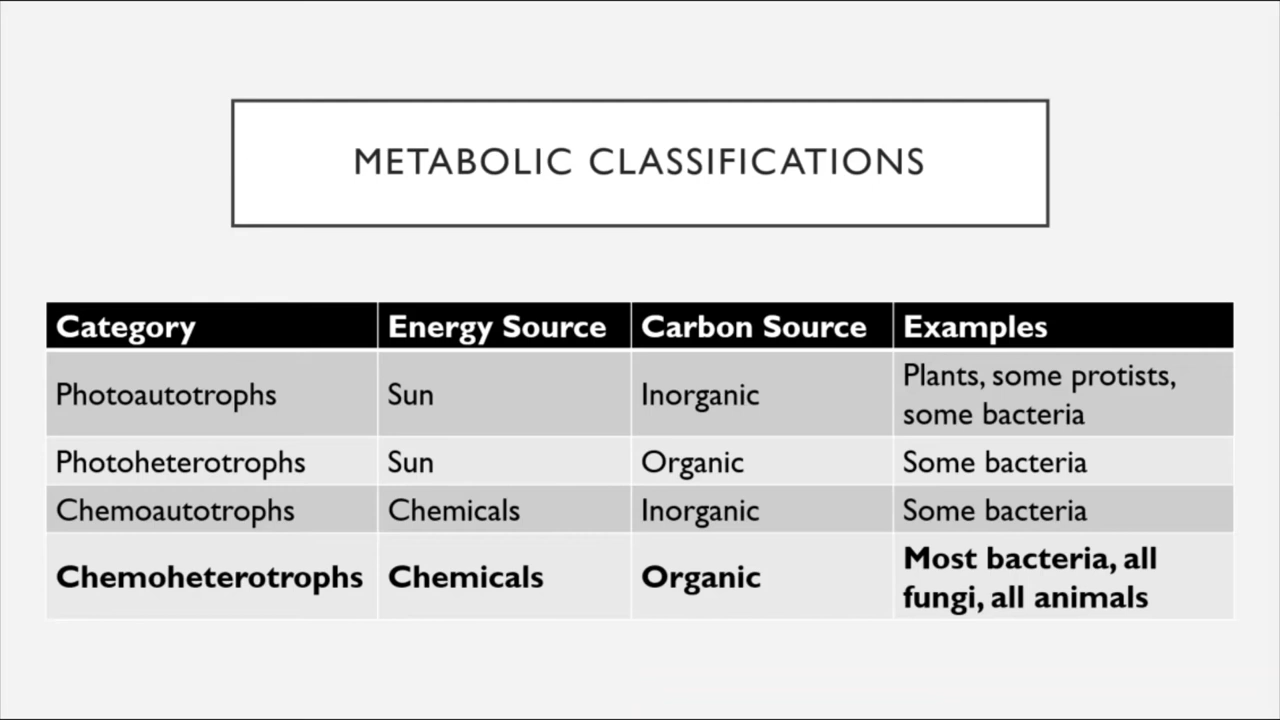 METABOLIC CLASSIFICATIONS
Category Energy Source Carbon Source Examples
Photoautotrophs Sun Inorganic Plants, some protists,
some bacteria
Photoheterotrophs Sun Organic Some bacteria
Chemoautotrophs Chemicals Inorganic Some bacteria
Chemoheterotrophs Chemicals Organic Most bacteria, all
fungi, all animals